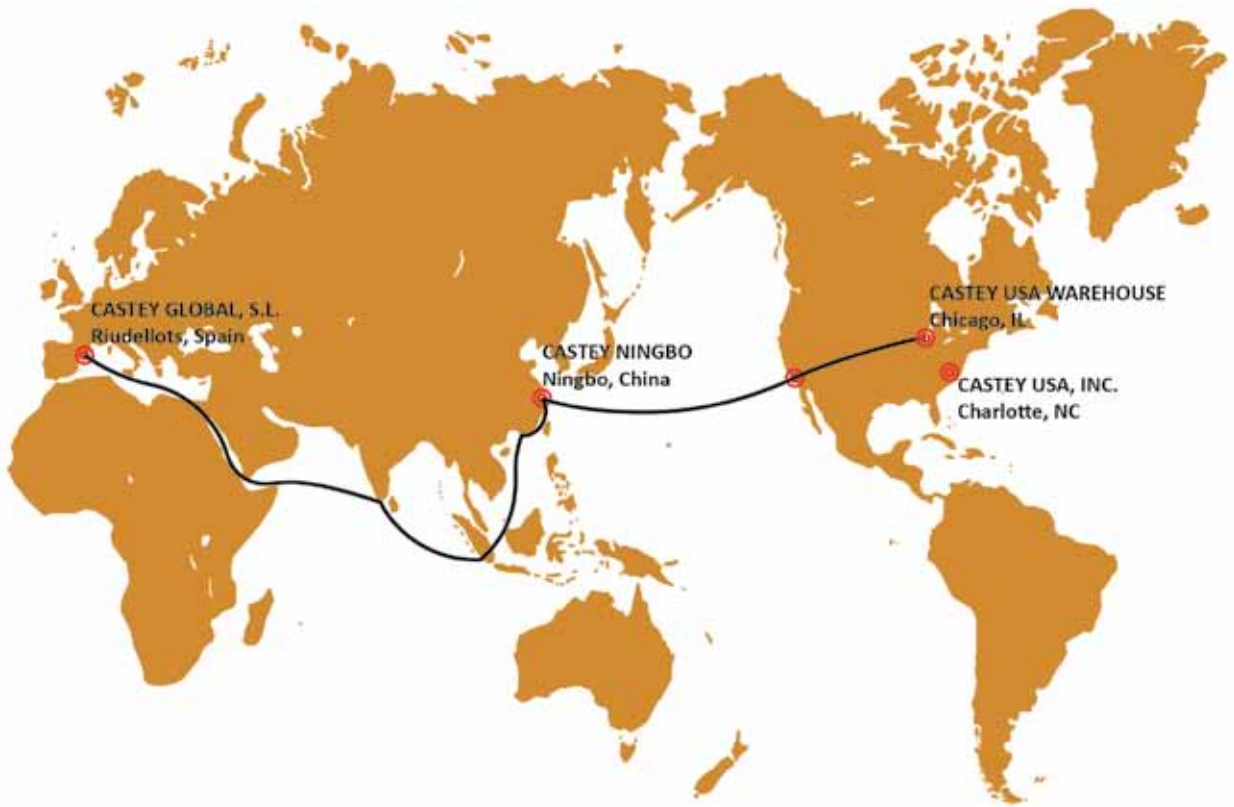 CASTEY GLOBAL, S.L.
Riudellots, Spain
CASTEY NINGBO
Ningbo, China
CASTEY USA WAREHOUSE
Chicago, IL
CASTEY USA, INC.
Charlotte, NC